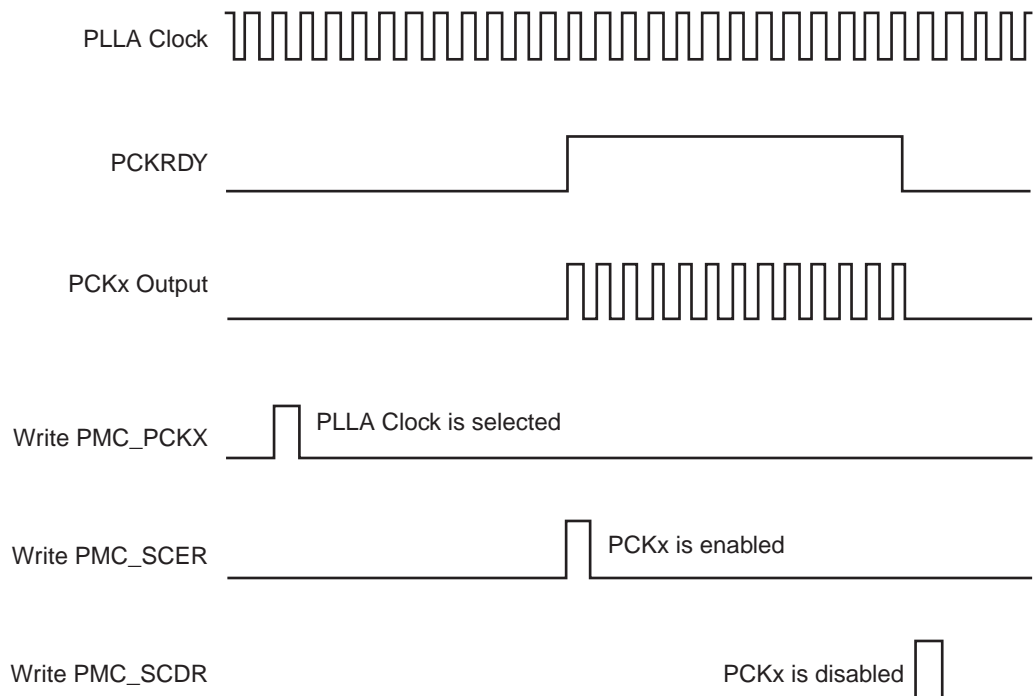 PLLA Clock
PCKRDY
PCKx Output
Write PMC_PCKX
PLLA Clock is selected
Write PMC_SCER
PCKx is enabled
Write PMC_SCDR
PCKx is disabled